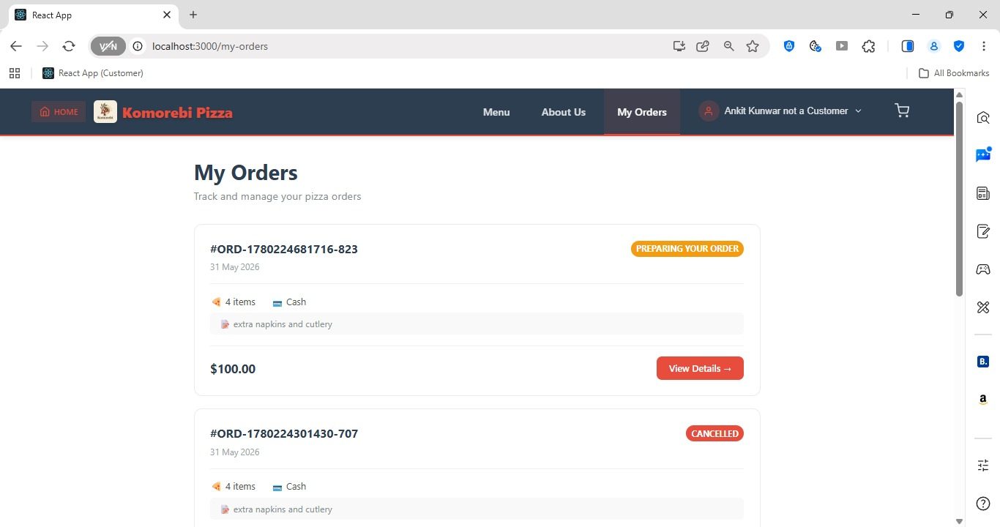 React App
VPN
localhost:3000/my-orders
React App (Customer)
All Bookmarks
HOME
Komorebi
Komorebi Pizza
Menu
About Us
My Orders
Ankit Kunwar not a Customer
My Orders
Track and manage your pizza orders
#ORD-1780224681716-823
PREPARING YOUR ORDER
31 May 2026
4 items
Cash
extra napkins and cutlery
$100.00
View Details →
#ORD-1780224301430-707
CANCELLED
31 May 2026
4 items
Cash
extra napkins and cutlery
B.
a